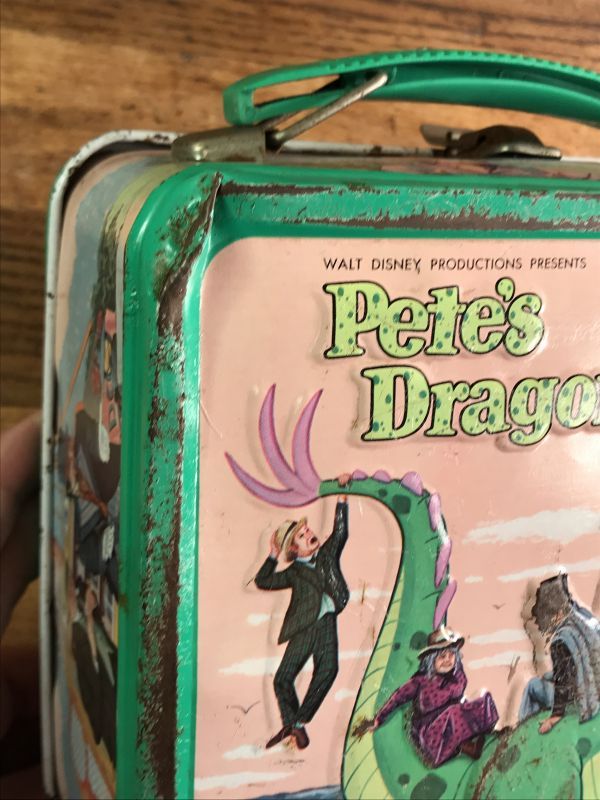 WALT DISNEY PRODUCTIONS PRESENTS
Pete's
Drago